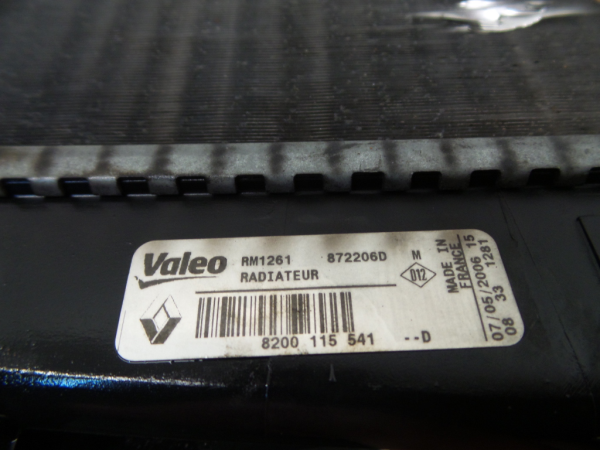 Valeo RM1261 872206D M
RADIATEUR D12
8200 115 541 --D
MADE IN
FRANCE 15
07/05/2006 1281
08 33